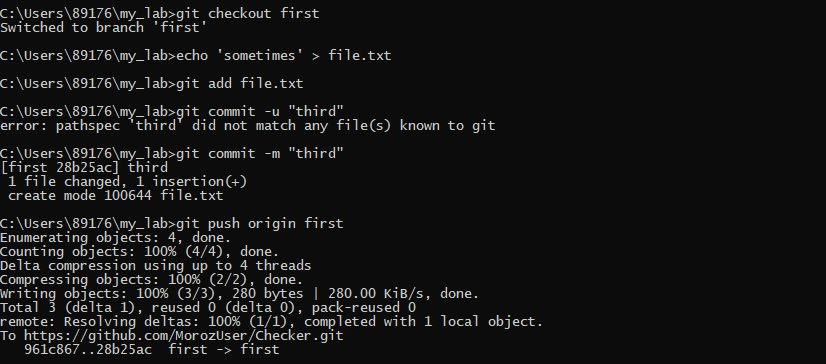 C:\Users\89176\my_lab>git checkout first
Switched to branch 'first'
C:\Users\89176\my_lab>echo 'sometimes' > file.txt
C:\Users\89176\my_lab>git add file.txt
C:\Users\89176\my_lab>git commit -u "third"
error: pathspec 'third' did not match any file(s) known to git
C:\Users\89176\my_lab>git commit -m "third"
[first 28b25ac] third
 1 file changed, 1 insertion(+)
 create mode 100644 file.txt
C:\Users\89176\my_lab>git push origin first
Enumerating objects: 4, done.
Counting objects: 100% (4/4), done.
Delta compression using up to 4 threads
Compressing objects: 100% (2/2), done.
Writing objects: 100% (3/3), 280 bytes | 280.00 KiB/s, done.
Total 3 (delta 1), reused 0 (delta 0), pack-reused 0
remote: Resolving deltas: 100% (1/1), completed with 1 local object.
To https://github.com/MorozUser/Checker.git
   961c867..28b25ac  first -> first